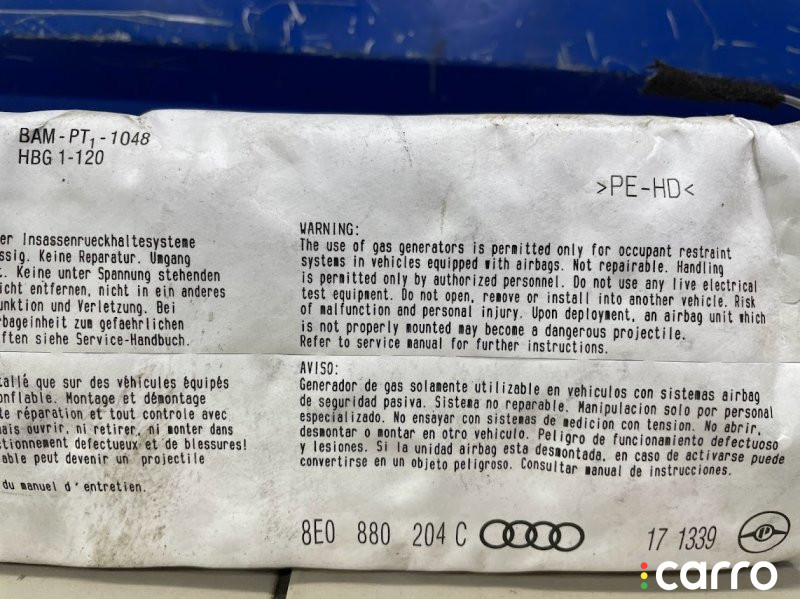 BAM-PT1-1048
HBG 1-120
>PE-HD<
er Insassenrueckhaltesysteme
ssig. Keine Reparatur. Umgang
t. Keine unter Spannung stehenden
icht entfernen, nicht in ein anderes
unktion und Verletzung. Bei
rbageinheit zum gefaehrlichen
ften siehe Service-Handbuch.
WARNING:
The use of gas generators is permitted only for occupant restraint
systems in vehicles equipped with airbags. Not repairable. Handling
is permitted only by authorized personnel. Do not use any live electrical
test equipment. Do not open, remove or install into another vehicle. Risk
of malfunction and personal injury. Upon deployment, an airbag unit which
is not properly mounted may become a dangerous projectile.
Refer to service manual for further instructions.
tallé que sur des véhicules équipés
onflable. Montage et démontage
te réparation et tout controle avec
mais ouvrir, ni retirer, ni monter dans
ctionnement defectueux et de blessures!
able peut devenir un projectile
du manuel d'entretien.
AVISO:
Generador de gas solamente utilizable en vehiculos con sistemas airbag
de seguridad pasiva. Sistema no reparable. Manipulacion solo por personal
especializado. No ensayar con sistemas de medicion con tension. No abrir,
desmontar o montar en otro vehiculo. Peligro de funcionamiento defectuoso
y lesiones. Si la unidad airbag esta desmontada, en caso de activarse puede
convertirse en un objeto peligroso. Consultar manual de instrucciones.
8E0 880 204 C
17 1339
carro